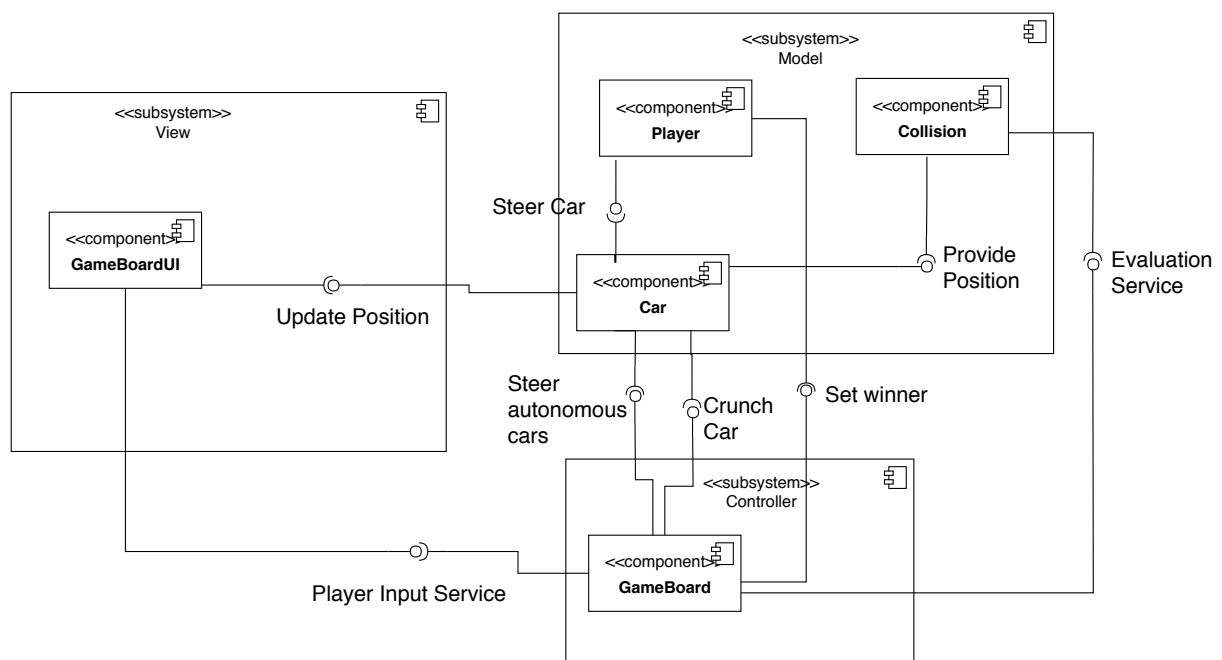 <<subsystem>>
Model
<<component>>
Player
<<component>>
Collision
<<subsystem>>
View
Steer Car
<<component>>
GameBoardUI
<<component>>
Car
Provide
Position
Evaluation
Service
Update Position
Steer
autonomous
cars
Crunch
Car
Set winner
<<subsystem>>
Controller
<<component>>
GameBoard
Player Input Service